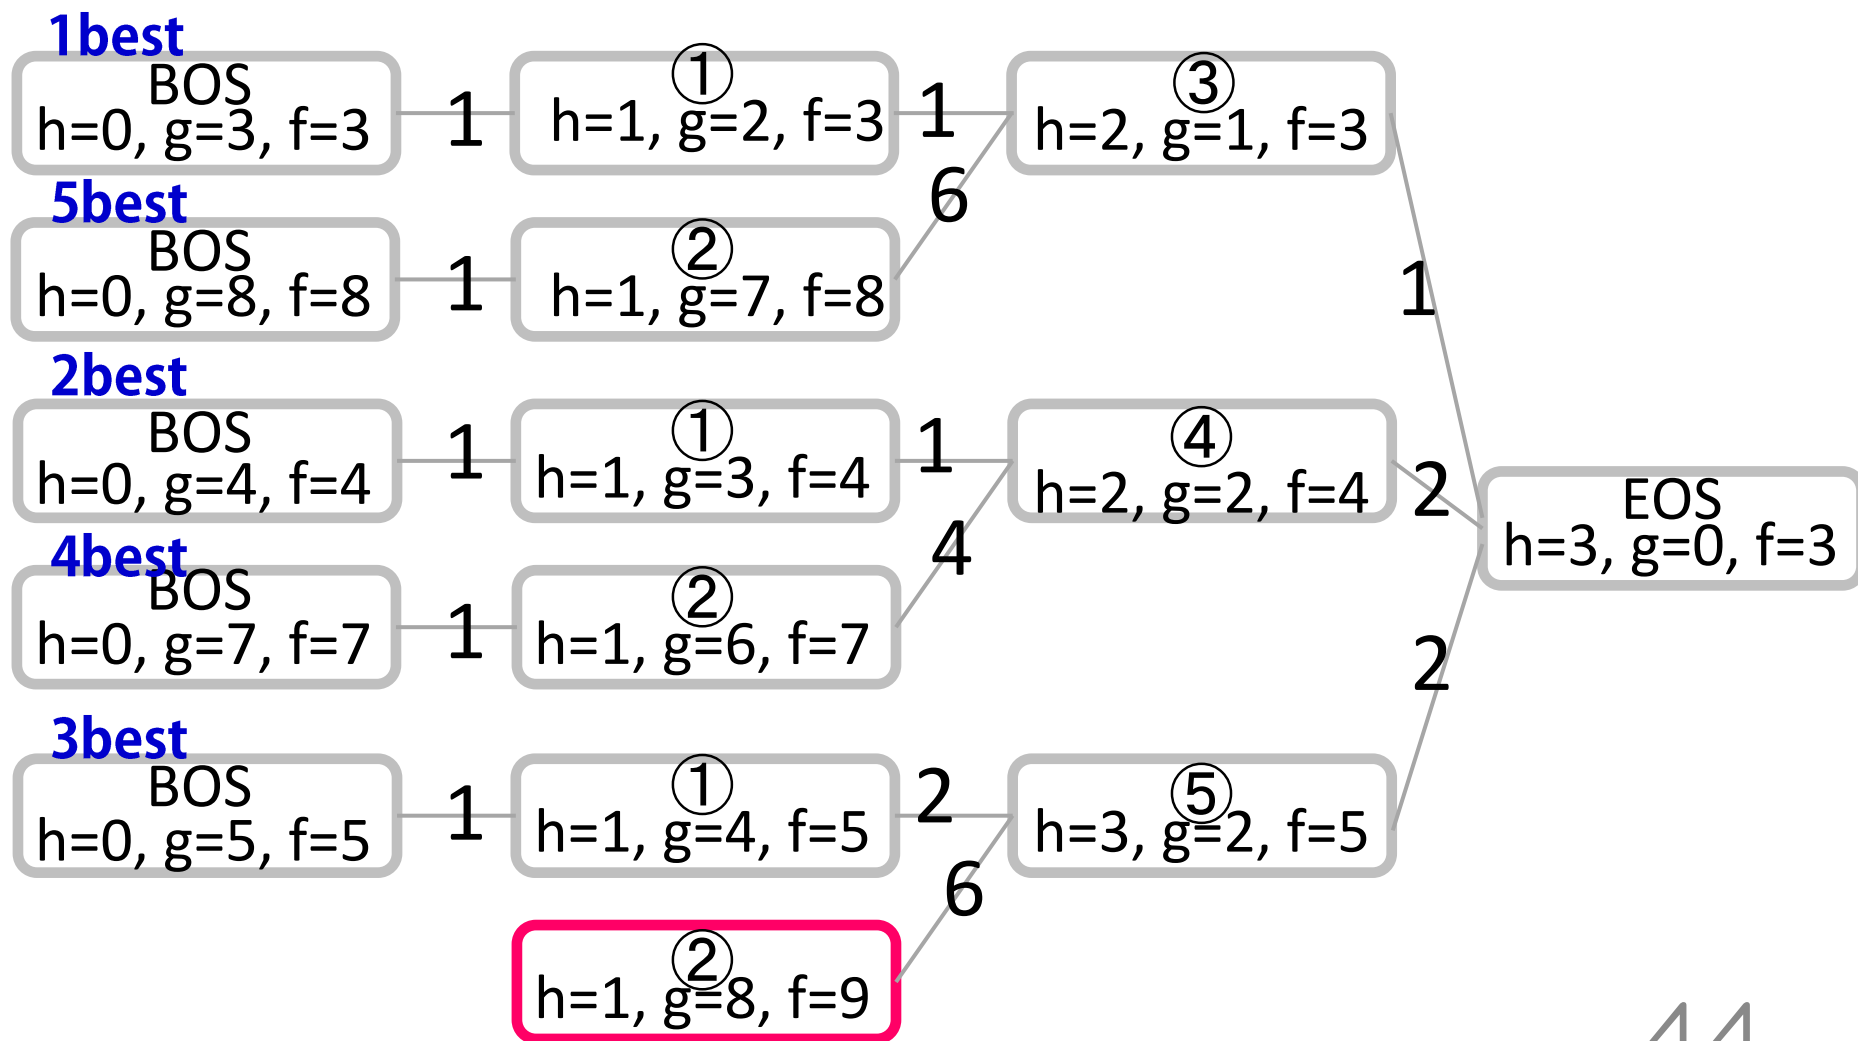 1best
BOS
h=0, g=3, f=3
1
①
h=1, g=2, f=3
1
③
h=2, g=1, f=3
5best
BOS
h=0, g=8, f=8
1
②
h=1, g=7, f=8
6
1
2best
BOS
h=0, g=4, f=4
1
①
h=1, g=3, f=4
1
④
h=2, g=2, f=4
2
EOS
h=3, g=0, f=3
4best
BOS
h=0, g=7, f=7
1
②
h=1, g=6, f=7
4
2
3best
BOS
h=0, g=5, f=5
1
①
h=1, g=4, f=5
2
⑤
h=3, g=2, f=5
②
h=1, g=8, f=9
6